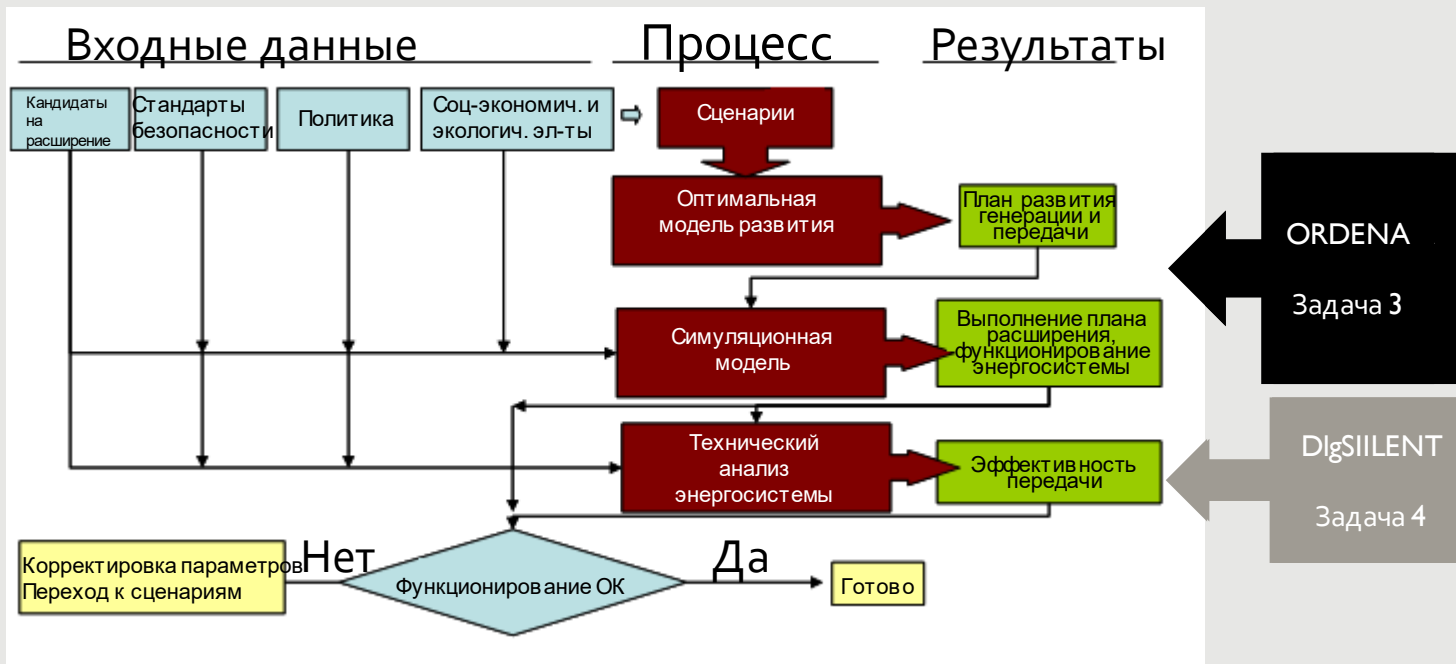 Входные данные
Процесс
Результаты
Кандидаты
на
расширение
Стандарты
безопасности
Политика
Соц-экономич. и
экологич. эл-ты
Сценарии
Оптимальная
модель развития
План развития
генерации и
передачи
ORDENA
Задача 3
Симуляционная
модель
Выполнение плана
расширения,
функционирование
энергосистемы
Технический
анализ
энергосистемы
Эффективность
передачи
DIgSIILENT
Задача 4
Корректировка параметров
Переход к сценариям
Нет
Функционирование ОК
Да
Готово